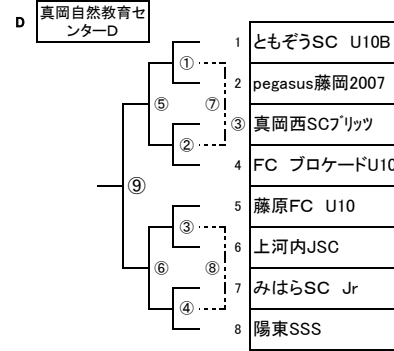 D
真岡自然教育セ
ンターD
1 ともぞうSC U10B
① 
2 pegasus藤岡2007
⑤ ⑦
③ 真岡西SCブリッツ
②
4 FC ブロケードU10
⑨
5 藤原FC U10
③
6 上河内JSC
⑥ ⑧
7 みはらSC Jr
④
8 陽東SSS